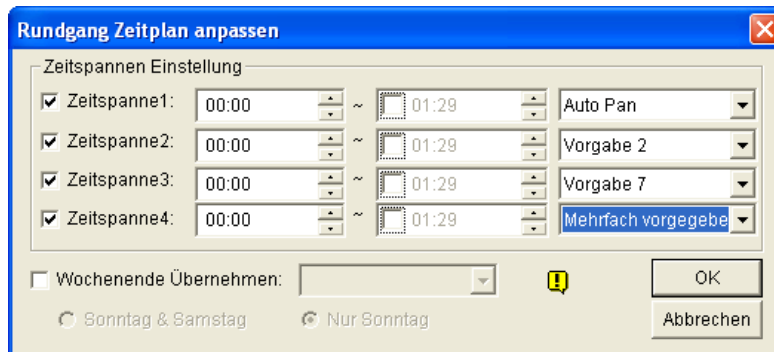 Rundgang Zeitplan anpassen
Zeitspannen Einstellung
Zeitspanne1: 00:00 ~ 01:29 Auto Pan
Zeitspanne2: 00:00 ~ 01:29 Vorgabe 2
Zeitspanne3: 00:00 ~ 01:29 Vorgabe 7
Zeitspanne4: 00:00 ~ 01:29 Mehrfach vorgegebe
Wochenende Übernehmen: OK
Sonntag & Samstag Nur Sonntag Abbrechen